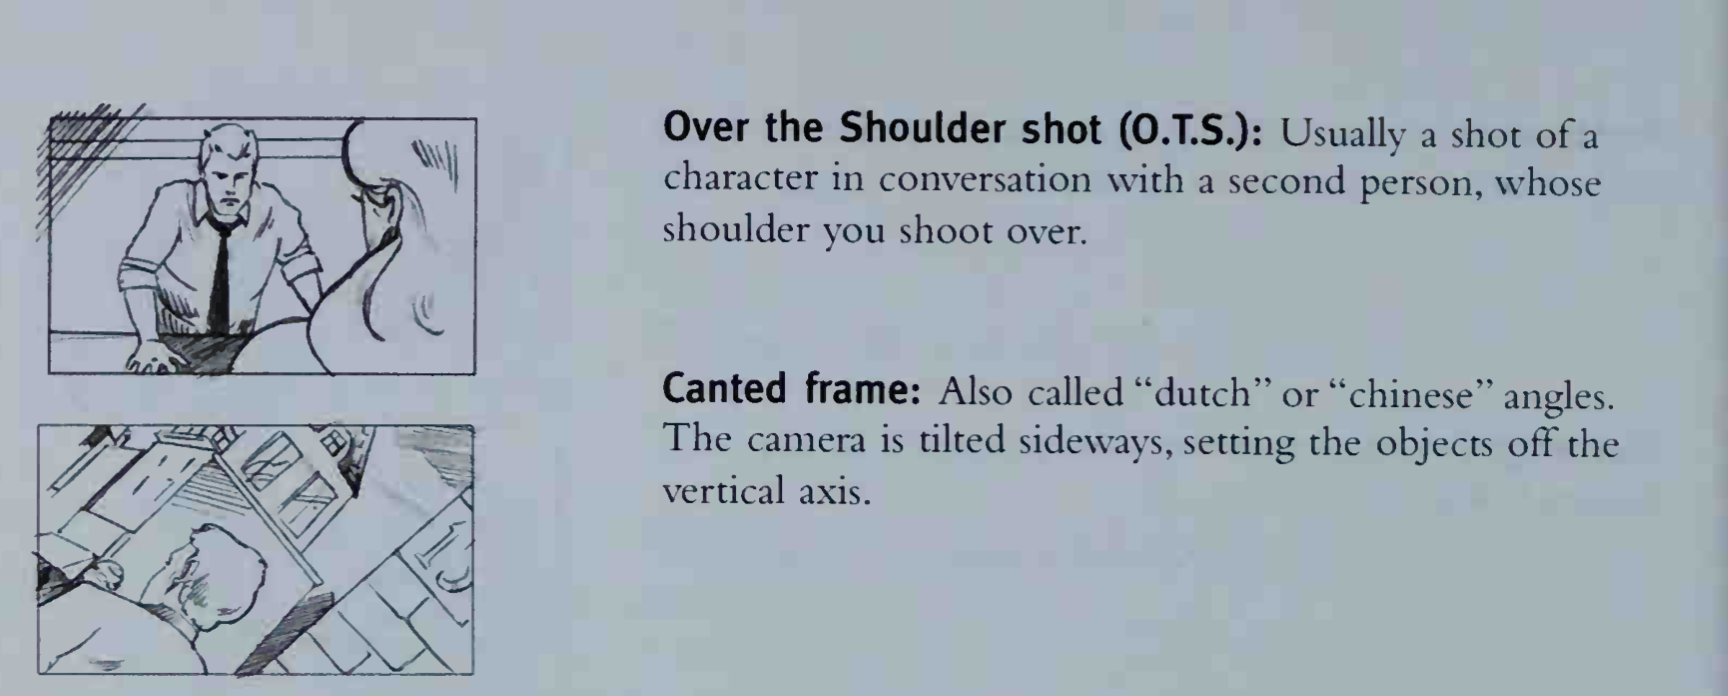 Over the Shoulder shot (O.T.S.): Usually a shot of a
character in conversation with a second person, whose
shoulder you shoot over.
Canted frame: Also called “dutch” or “chinese” angles.
The camera is tilted sideways, setting the objects off the
vertical axis.